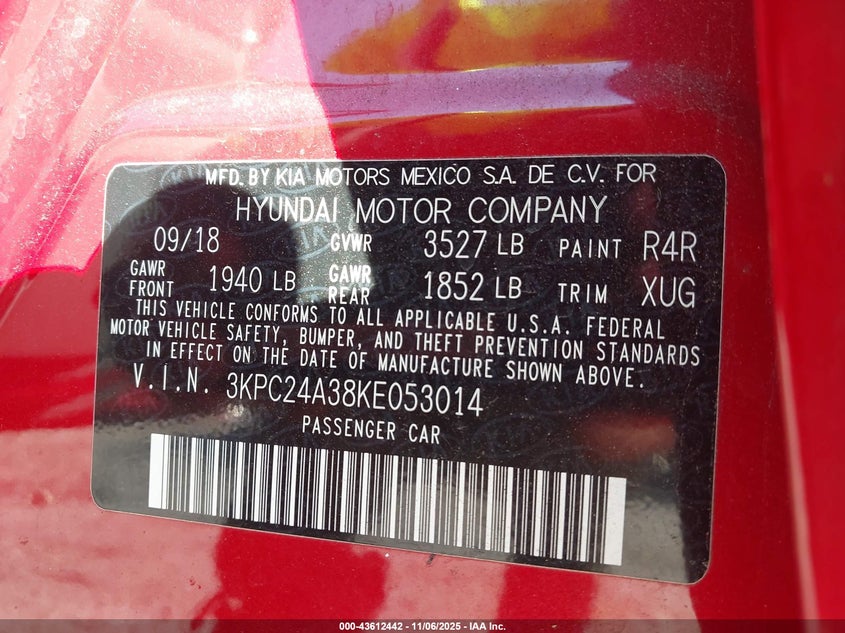 MFD. BY KIA MOTORS MEXICO S.A. DE C.V. FOR
HYUNDAI MOTOR COMPANY
09/18 GVWR 3527 LB PAINT R4R
GAWR FRONT 1940 LB GAWR REAR 1852 LB TRIM XUG
THIS VEHICLE CONFORMS TO ALL APPLICABLE U.S.A. FEDERAL
MOTOR VEHICLE SAFETY, BUMPER, AND THEFT PREVENTION STANDARDS
IN EFFECT ON THE DATE OF MANUFACTURE SHOWN ABOVE.
V.I.N. 3KPC24A38KE053014
PASSENGER CAR
000-43612442 - 11/06/2025 - IAA Inc.